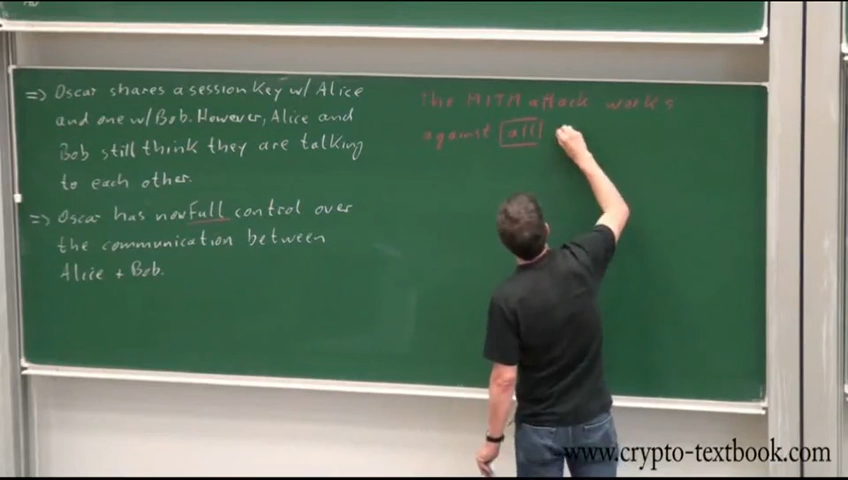 => Oscar shares a session key w/ Alice
and one w/ Bob. However, Alice and
Bob still think they are talking
to each other.
=> Oscar has now full control over
the communication between
Alice + Bob.
The MITM attack works
against all
www.crypto-textbook.com